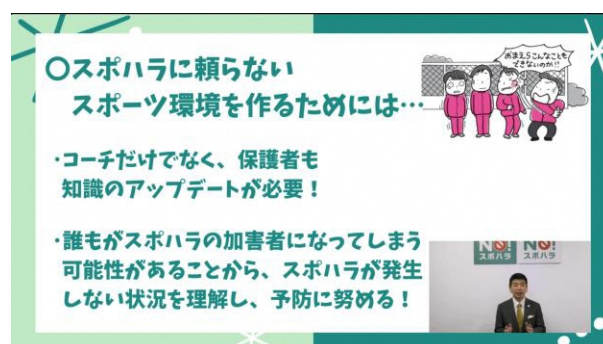 〇スポハラに頼らない
スポーツ環境を作るためには…
おまえらこんなことも
できないのか!!
・コーチだけでなく、保護者も
知識のアップデートが必要！
・誰もがスポハラの加害者になってしまう
可能性があることから、スポハラが発生
しない状況を理解し、予防に努める！
NO! NO!
スポハラ スポハラ